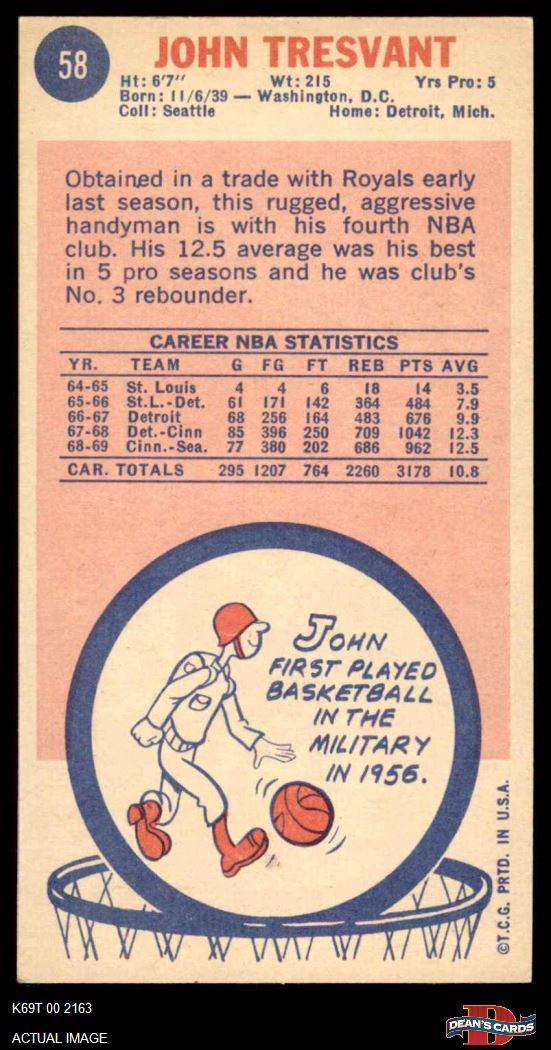 58
JOHN TRESVANT
Ht: 6'7'' Wt: 215 Yrs Pro: 5
Born: 11/6/39 — Washington, D.C.
Coll: Seattle Home: Detroit, Mich.
Obtained in a trade with Royals early
last season, this rugged, aggressive
handyman is with his fourth NBA
club. His 12.5 average was his best
in 5 pro seasons and he was club's
No. 3 rebounder.
CAREER NBA STATISTICS
YR. TEAM G FG FT REB PTS AVG
64-65 St. Louis 4 4 6 18 14 3.5
65-66 St.L.-Det. 61 171 142 364 484 7.9
66-67 Detroit 68 256 164 483 676 9.9
67-68 Det.-Cinn 85 396 250 709 1042 12.3
68-69 Cinn.-Sea. 77 380 202 686 962 12.5
CAR. TOTALS 295 1207 764 2260 3178 10.8
JOHN
FIRST PLAYED
BASKETBALL
IN THE
MILITARY
IN 1956.
©T.C.G. PRTD. IN U.S.A.
K69T 00 2163
ACTUAL IMAGE
D
DEAN'S CARDS